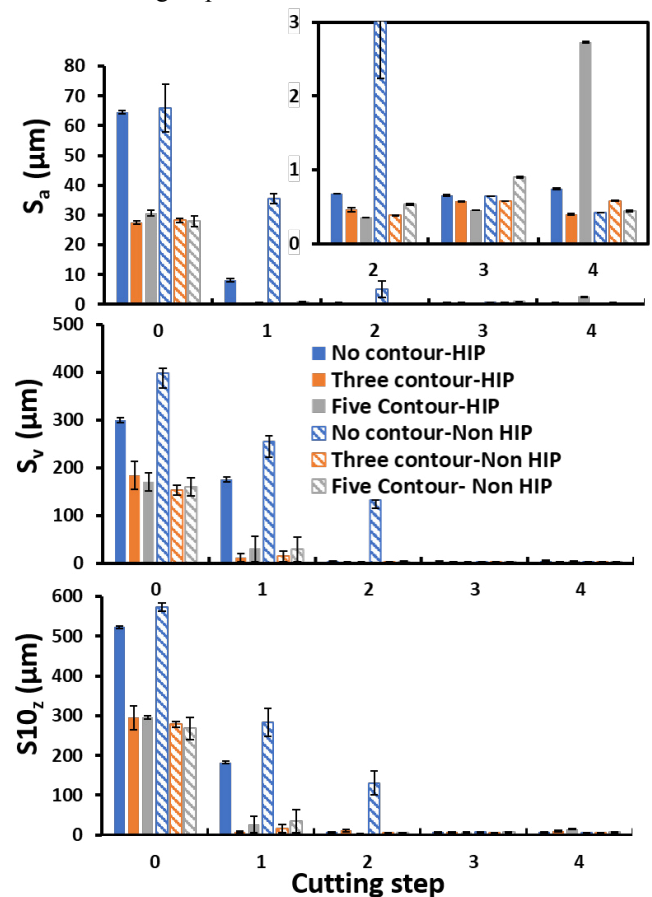 3
2
1
0
2 3 4
80
70
60
50
40
30
20
10
0
Sa (µm)
0 1 2 3 4
500
400
300
200
100
0
Sv (µm)
No contour-HIP
Three contour-HIP
Five Contour-HIP
No contour-Non HIP
Three contour-Non HIP
Five Contour- Non HIP
0 1 2 3 4
600
500
400
300
200
100
0
S10z (µm)
0 1 2 3 4
Cutting step